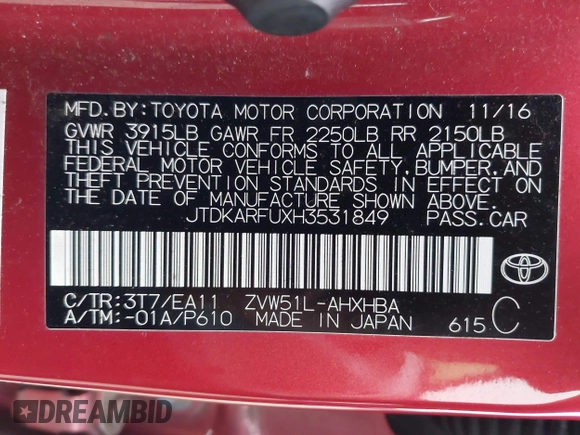 MFD.BY:TOYOTA MOTOR CORPORATION 11/16
GVWR 3915LB GAWR FR 2250LB RR 2150LB
THIS VEHICLE CONFORMS TO ALL APPLICABLE
FEDERAL MOTOR VEHICLE SAFETY,BUMPER,AND
THEFT PREVENTION STANDARDS IN EFFECT ON
THE DATE OF MANUFACTURE SHOWN ABOVE.
JTDKARFUXH3531849 PASS.CAR
C/TR:3T7/EA11 ZVW51L-AHXHBA
A/TM:-01A/P610 MADE IN JAPAN 615 C
DREAMBID